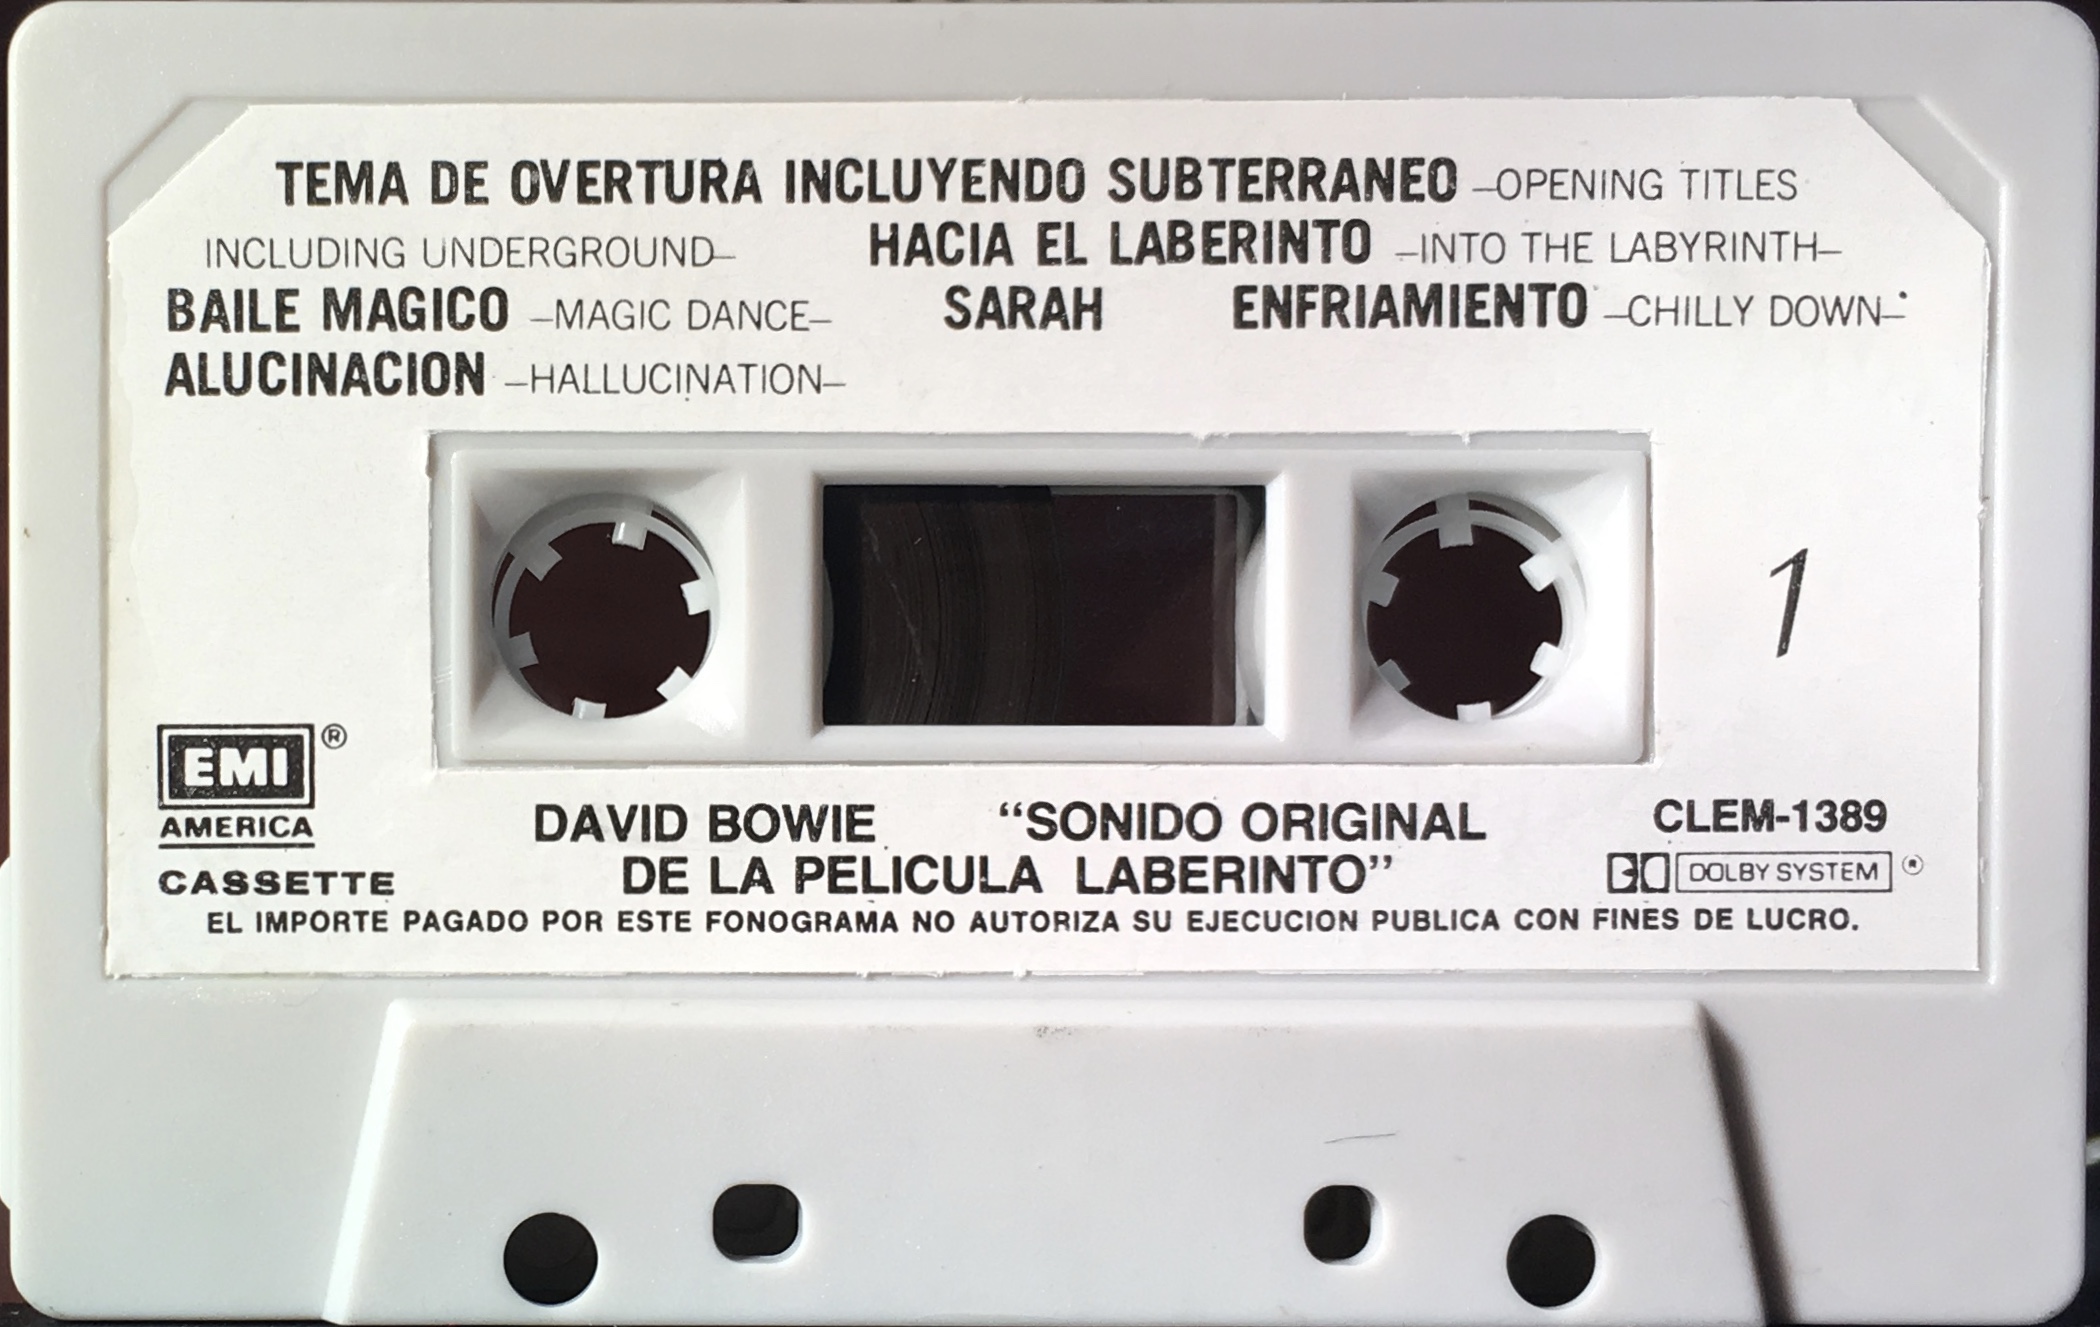 TEMA DE OVERTURA INCLUYENDO SUBTERRANEO –OPENING TITLES
INCLUDING UNDERGROUND– HACIA EL LABERINTO –INTO THE LABYRINTH–
BAILE MAGICO –MAGIC DANCE– SARAH ENFRIAMIENTO –CHILLY DOWN–
ALUCINACION –HALLUCINATION–
1
EMI®
AMERICA
CASSETTE
DAVID BOWIE “SONIDO ORIGINAL
DE LA PELICULA LABERINTO”
CLEM-1389
DOLBY SYSTEM ®
EL IMPORTE PAGADO POR ESTE FONOGRAMA NO AUTORIZA SU EJECUCION PUBLICA CON FINES DE LUCRO.